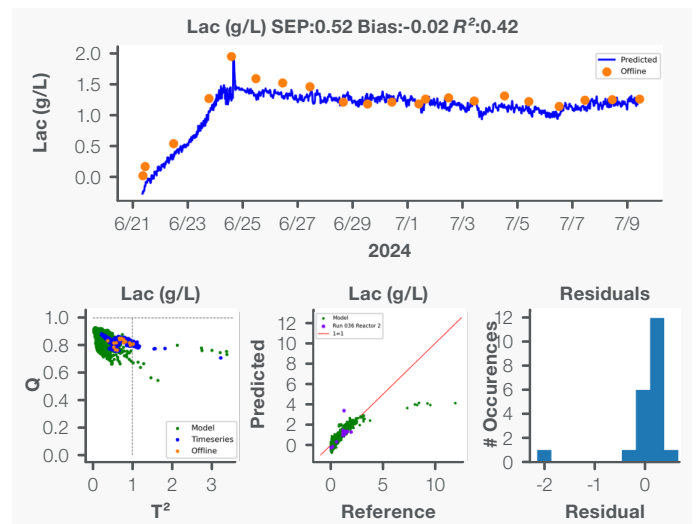 Lac (g/L) SEP:0.52 Bias:-0.02 R²:0.42
Lac (g/L)
2.0
1.5
1.0
0.5
0.0
Predicted
Offline
6/21 6/23 6/25 6/27 6/29 7/1 7/3 7/5 7/7 7/9
2024
Lac (g/L)
Q
1.0
0.8
0.6
0.4
0.2
0.0
Model
Timeseries
Offline
0 1 2 3
T²
Lac (g/L)
Predicted
12
10
8
6
4
2
0
Model
Run 036 Reactor 2
1=1
0 5 10
Reference
Residuals
# Occurences
12
10
8
6
4
2
0
-2 -1 0
Residual